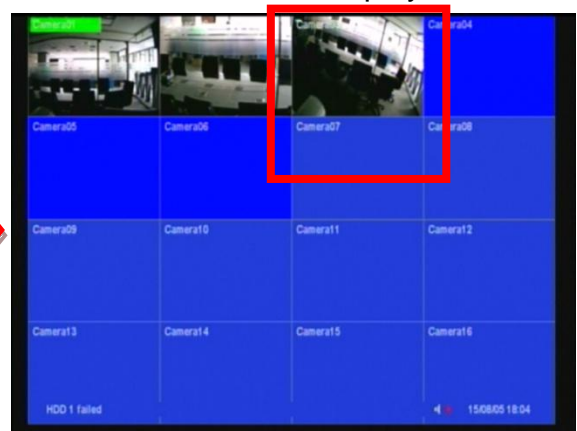 Camera01
Camera04
Camera05 Camera06 Camera07 Camera08
Camera09 Camera10 Camera11 Camera12
Camera13 Camera14 Camera15 Camera16
HDD 1 failed 15/08/05 18:04